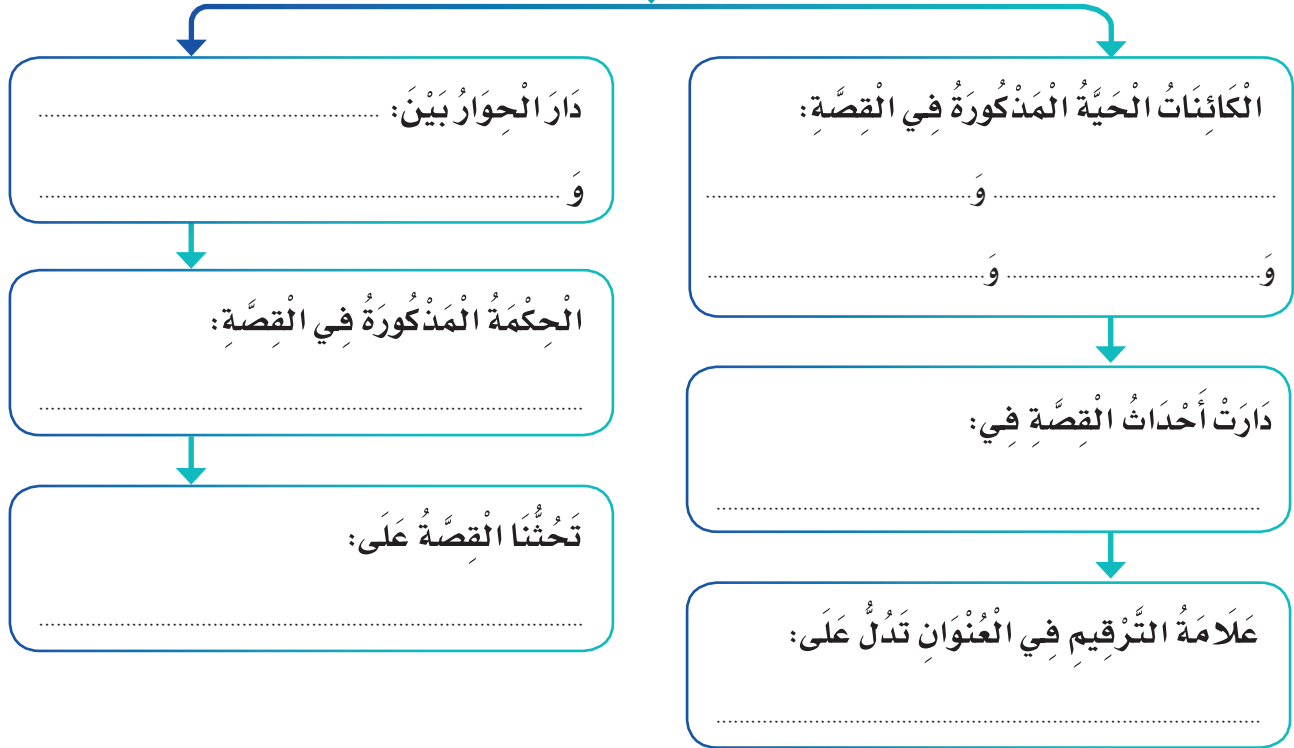 الْكَائِنَاتُ الْحَيَّةُ الْمَذْكُورَةُ فِي الْقِصَّةِ:
................ وَ ................
وَ ................ وَ ................
دَارَتْ أَحْدَاثُ الْقِصَّةِ فِي:
................
عَلَامَةُ التَّرْقِيمِ فِي الْعُنْوَانِ تَدُلُّ عَلَى:
................
دَارَ الْحِوَارُ بَيْنَ: ................
وَ ................
الْحِكْمَةُ الْمَذْكُورَةُ فِي الْقِصَّةِ:
................
تَحُثُّنَا الْقِصَّةُ عَلَى:
................